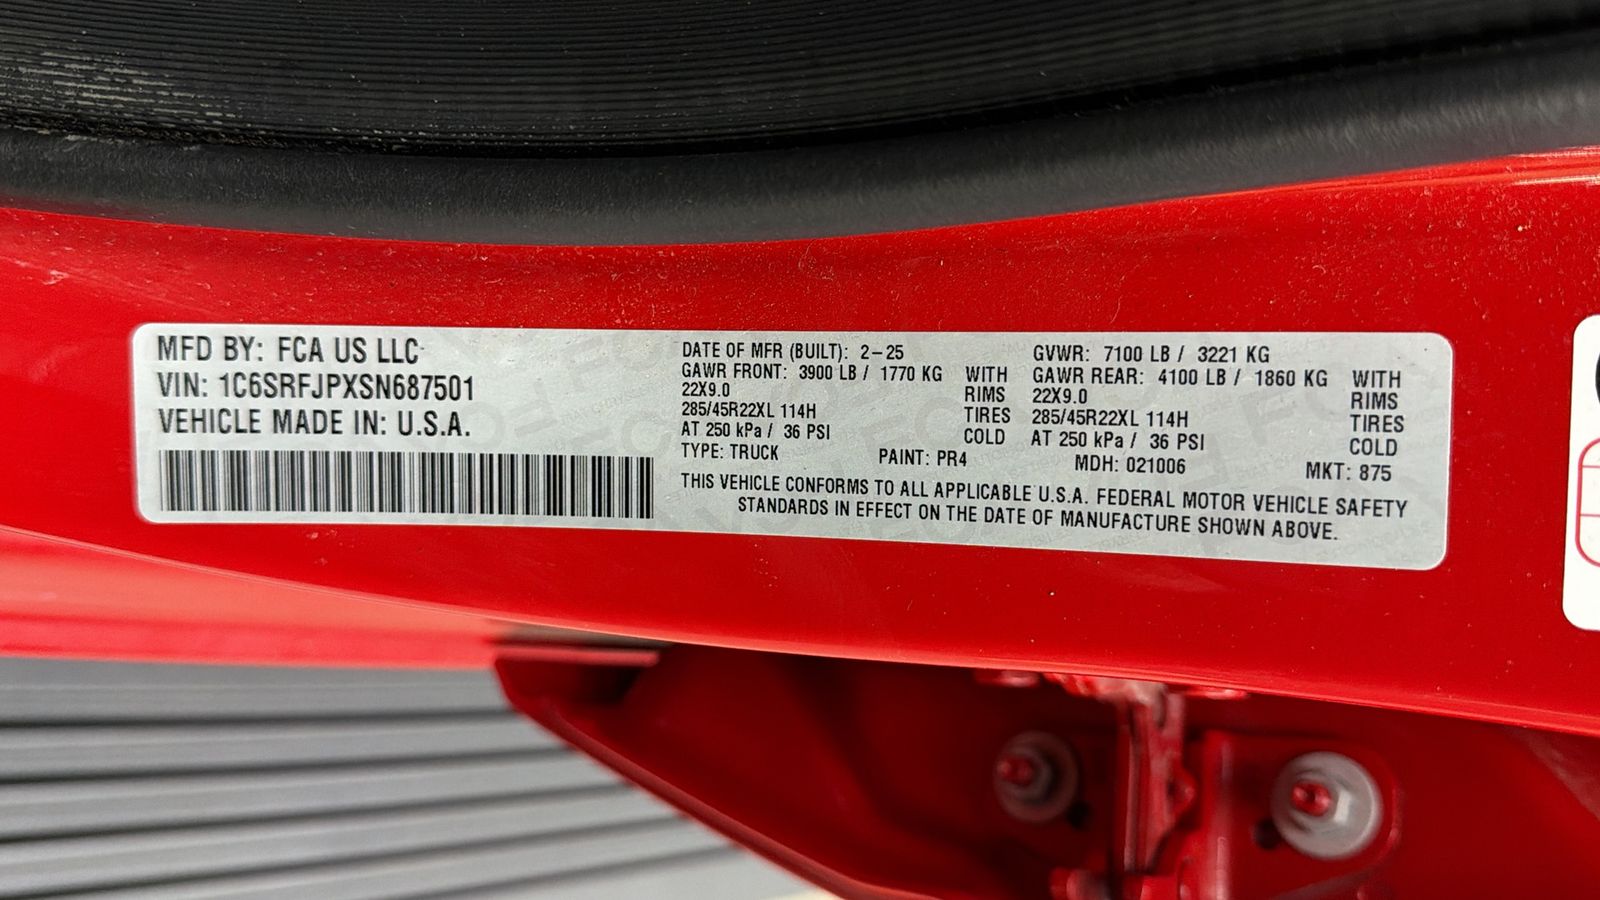 MFD BY: FCA US LLC
VIN: 1C6SRFJPXSN687501
VEHICLE MADE IN: U.S.A.
DATE OF MFR (BUILT): 2-25
GAWR FRONT: 3900 LB / 1770 KG WITH
22X9.0 RIMS
285/45R22XL 114H TIRES
AT 250 kPa / 36 PSI COLD
GVWR: 7100 LB / 3221 KG
GAWR REAR: 4100 LB / 1860 KG WITH
22X9.0 RIMS
285/45R22XL 114H TIRES
AT 250 kPa / 36 PSI COLD
TYPE: TRUCK PAINT: PR4 MDH: 021006 MKT: 875
THIS VEHICLE CONFORMS TO ALL APPLICABLE U.S.A. FEDERAL MOTOR VEHICLE SAFETY
STANDARDS IN EFFECT ON THE DATE OF MANUFACTURE SHOWN ABOVE.